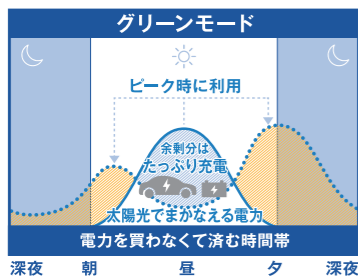 グリーンモード
ピーク時に利用
余剰分は
たっぷり充電
太陽光でまかなえる電力
電力を買わなくて済む時間帯
深夜 朝 昼 夕 深夜